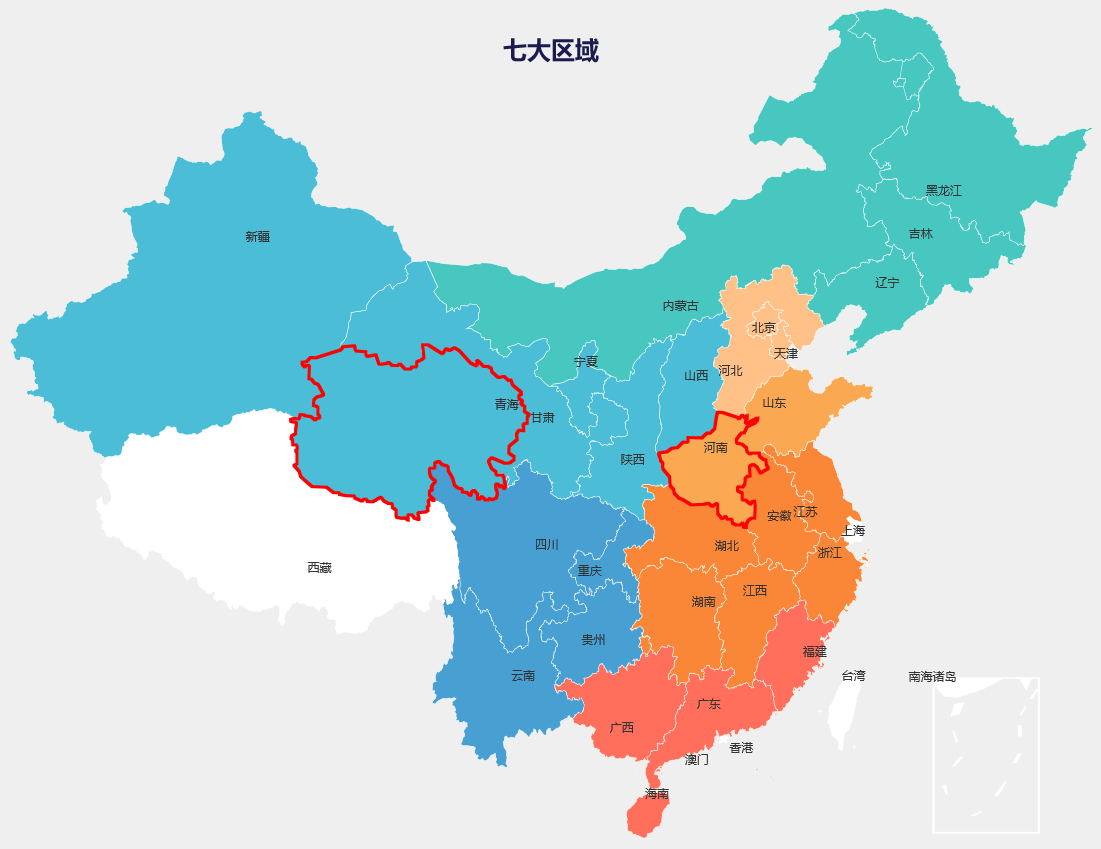 七大区域
黑龙江
吉林
新疆
辽宁
内蒙古
北京
天津
宁夏
河北
山西
青海
山东
甘肃
河南
陕西
安徽
江苏
上海
四川
湖北
浙江
西藏
重庆
江西
湖南
贵州
福建
云南
台湾
南海诸岛
广东
广西
香港
澳门
海南